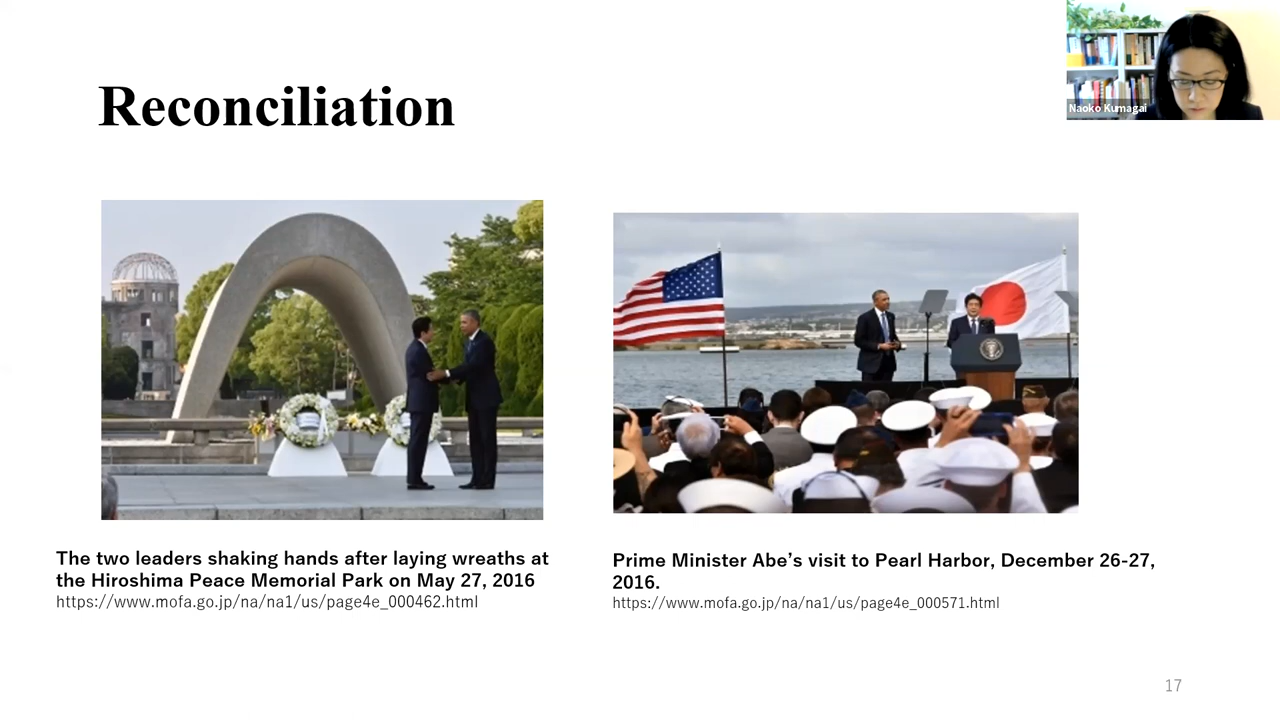 Reconciliation
Naoko Kumagai
The two leaders shaking hands after laying wreaths at
the Hiroshima Peace Memorial Park on May 27, 2016
https://www.mofa.go.jp/na/na1/us/page4e_000462.html
Prime Minister Abe’s visit to Pearl Harbor, December 26-27,
2016.
https://www.mofa.go.jp/na/na1/us/page4e_000571.html
17